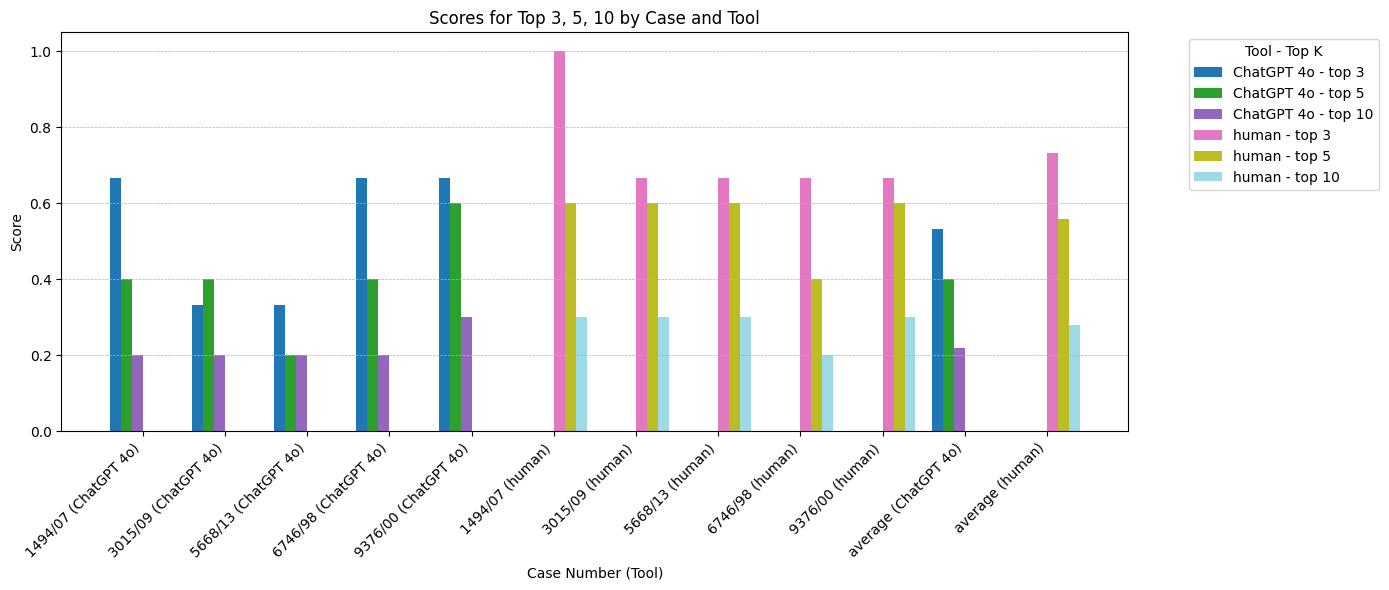 Scores for Top 3, 5, 10 by Case and Tool
Score
1.0
0.8
0.6
0.4
0.2
0.0
1494/07 (ChatGPT 4o)
3015/09 (ChatGPT 4o)
5668/13 (ChatGPT 4o)
6746/98 (ChatGPT 4o)
9376/00 (ChatGPT 4o)
1494/07 (human)
3015/09 (human)
5668/13 (human)
6746/98 (human)
9376/00 (human)
average (ChatGPT 4o)
average (human)
Case Number (Tool)
Tool - Top K
ChatGPT 4o - top 3
ChatGPT 4o - top 5
ChatGPT 4o - top 10
human - top 3
human - top 5
human - top 10